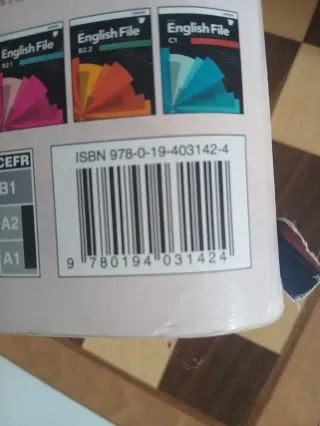 English File
B2.1
English File
B2.2
English File
C1
CEFR
B1
A2
A1
ISBN 978-0-19-403142-4
9 780194 031424